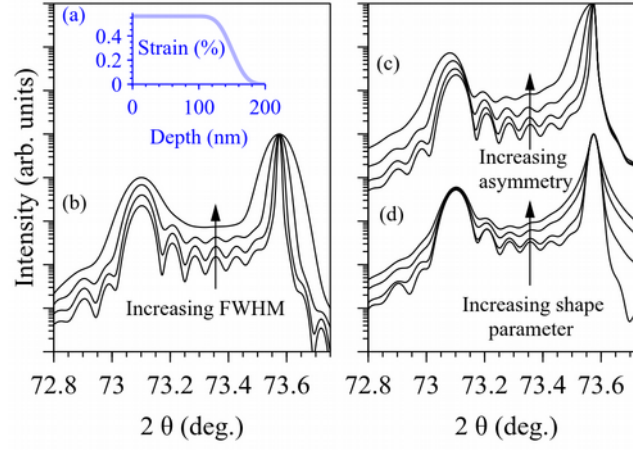 (a)
0.4
0.2
0
Strain (%)
0 100 200
Depth (nm)
(b)
Increasing FWHM
(c)
Increasing
asymmetry
(d)
Increasing shape
parameter
Intensity (arb. units)
72.8 73 73.2 73.4 73.6
2 θ (deg.)
72.8 73 73.2 73.4 73.6
2 θ (deg.)